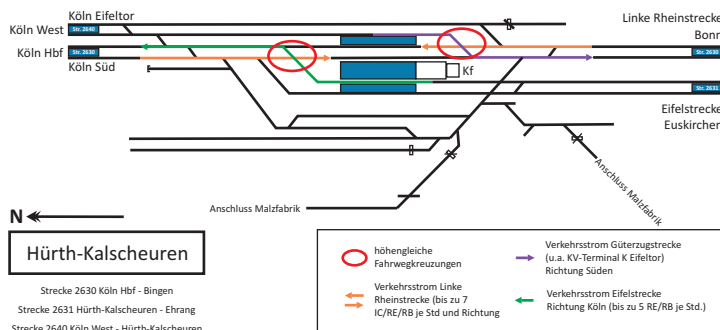 Köln Eifeltor
Köln West
Str. 2640
Köln Hbf
Str. 2630
Köln Süd
Linke Rheinstrecke
Bonn
Str. 2630
Str. 2631
Eifelstrecke
Euskirchen
Kf
Anschluss Malzfabrik
Anschluss Malzfabrik
N
Hürth-Kalscheuren
Strecke 2630 Köln Hbf - Bingen
Strecke 2631 Hürth-Kalscheuren - Ehrang
Strecke 2640 Köln West - Hürth-Kalscheuren
höhengleiche
Fahrwegkreuzungen
Verkehrsstrom Linke
Rheinstrecke (bis zu 7
IC/RE/RB je Std und Richtung
Verkehrsstrom Güterzugstrecke
(u.a. KV-Terminal K Eifeltor)
Richtung Süden
Verkehrsstrom Eifelstrecke
Richtung Köln (bis zu 5 RE/RB je Std.)